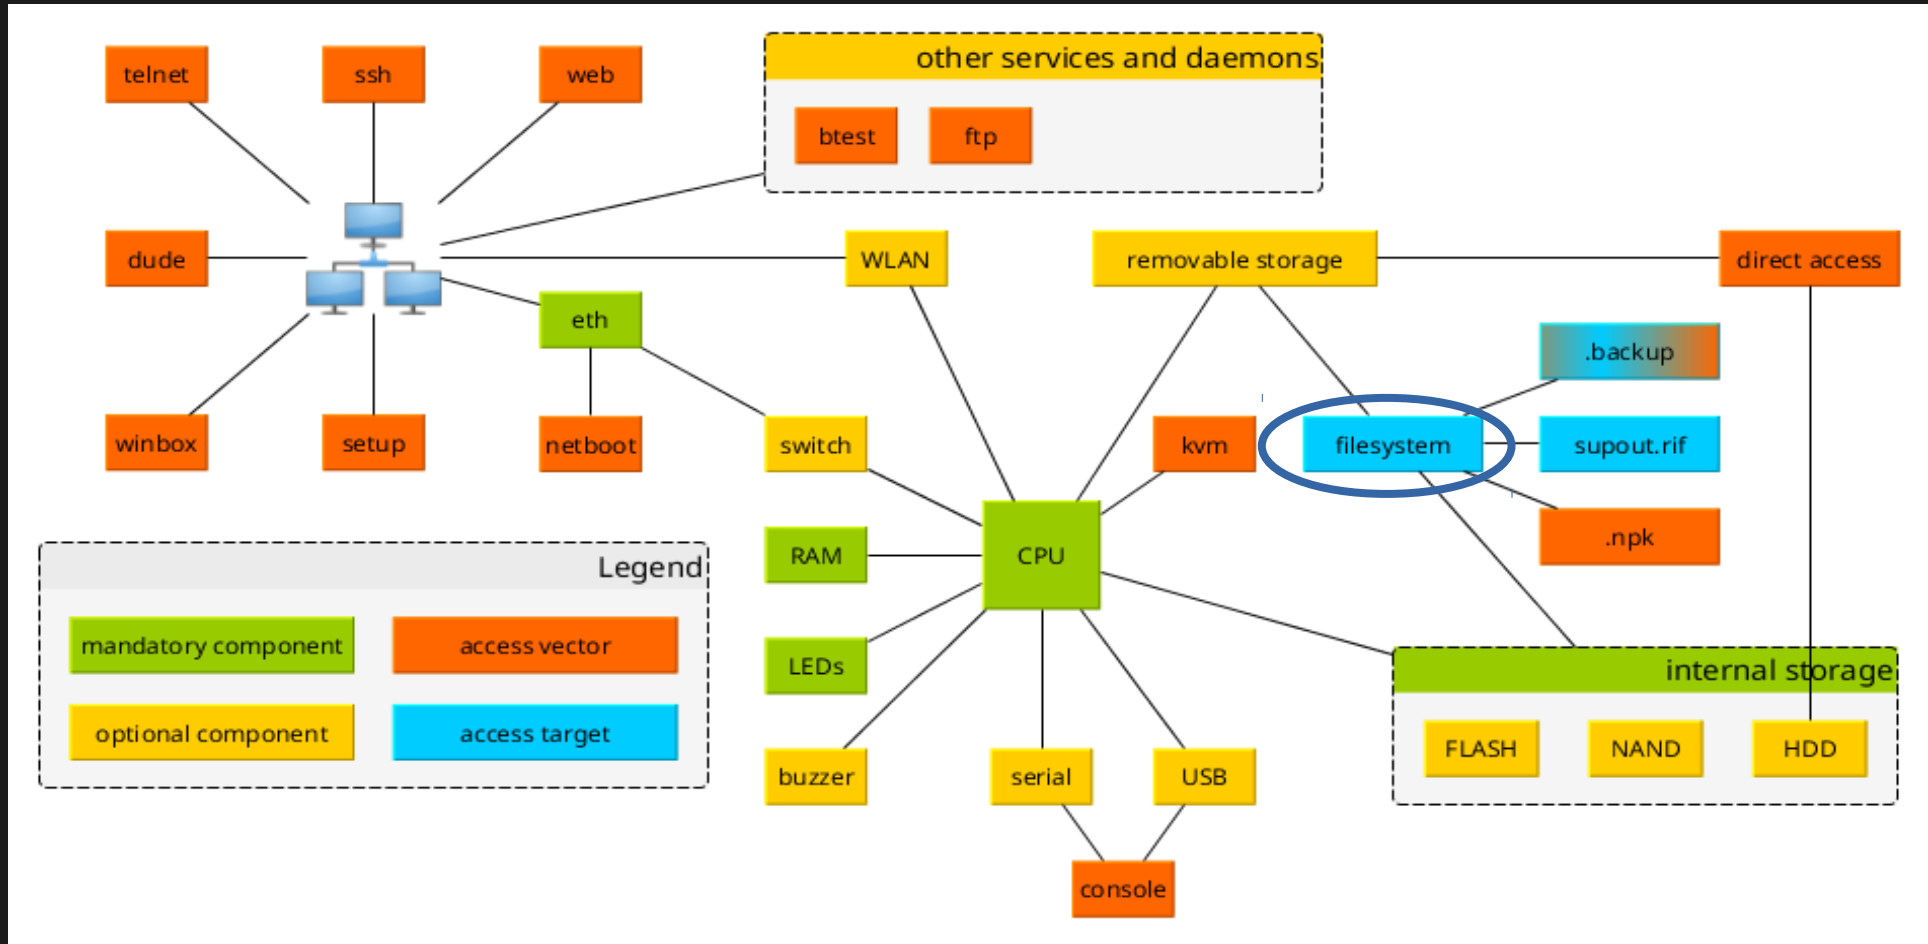 telnet
ssh
web
other services and daemons
btest
ftp
dude
WLAN
removable storage
direct access
eth
.backup
winbox
setup
netboot
switch
kvm
filesystem
supout.rif
.npk
RAM
CPU
Legend
mandatory component
access vector
optional component
access target
LEDs
internal storage
FLASH
NAND
HDD
buzzer
serial
USB
console